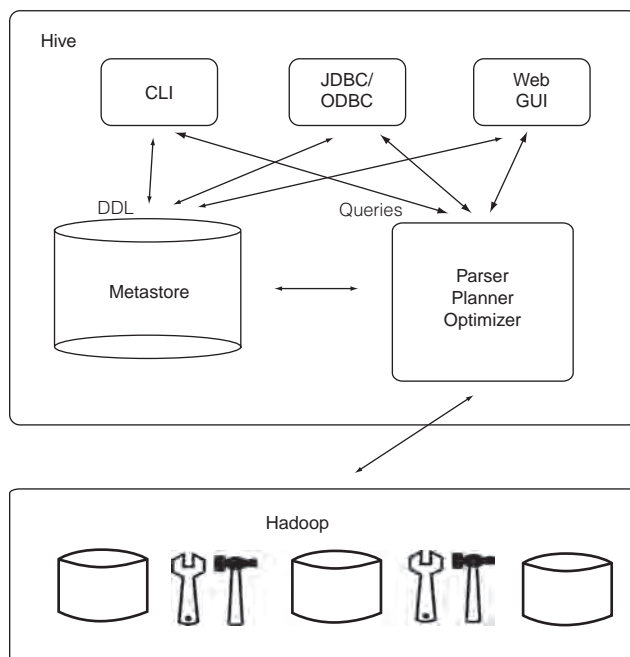 Hive
CLI
JDBC/
ODBC
Web
GUI
DDL
Queries
Metastore
Parser
Planner
Optimizer
Hadoop